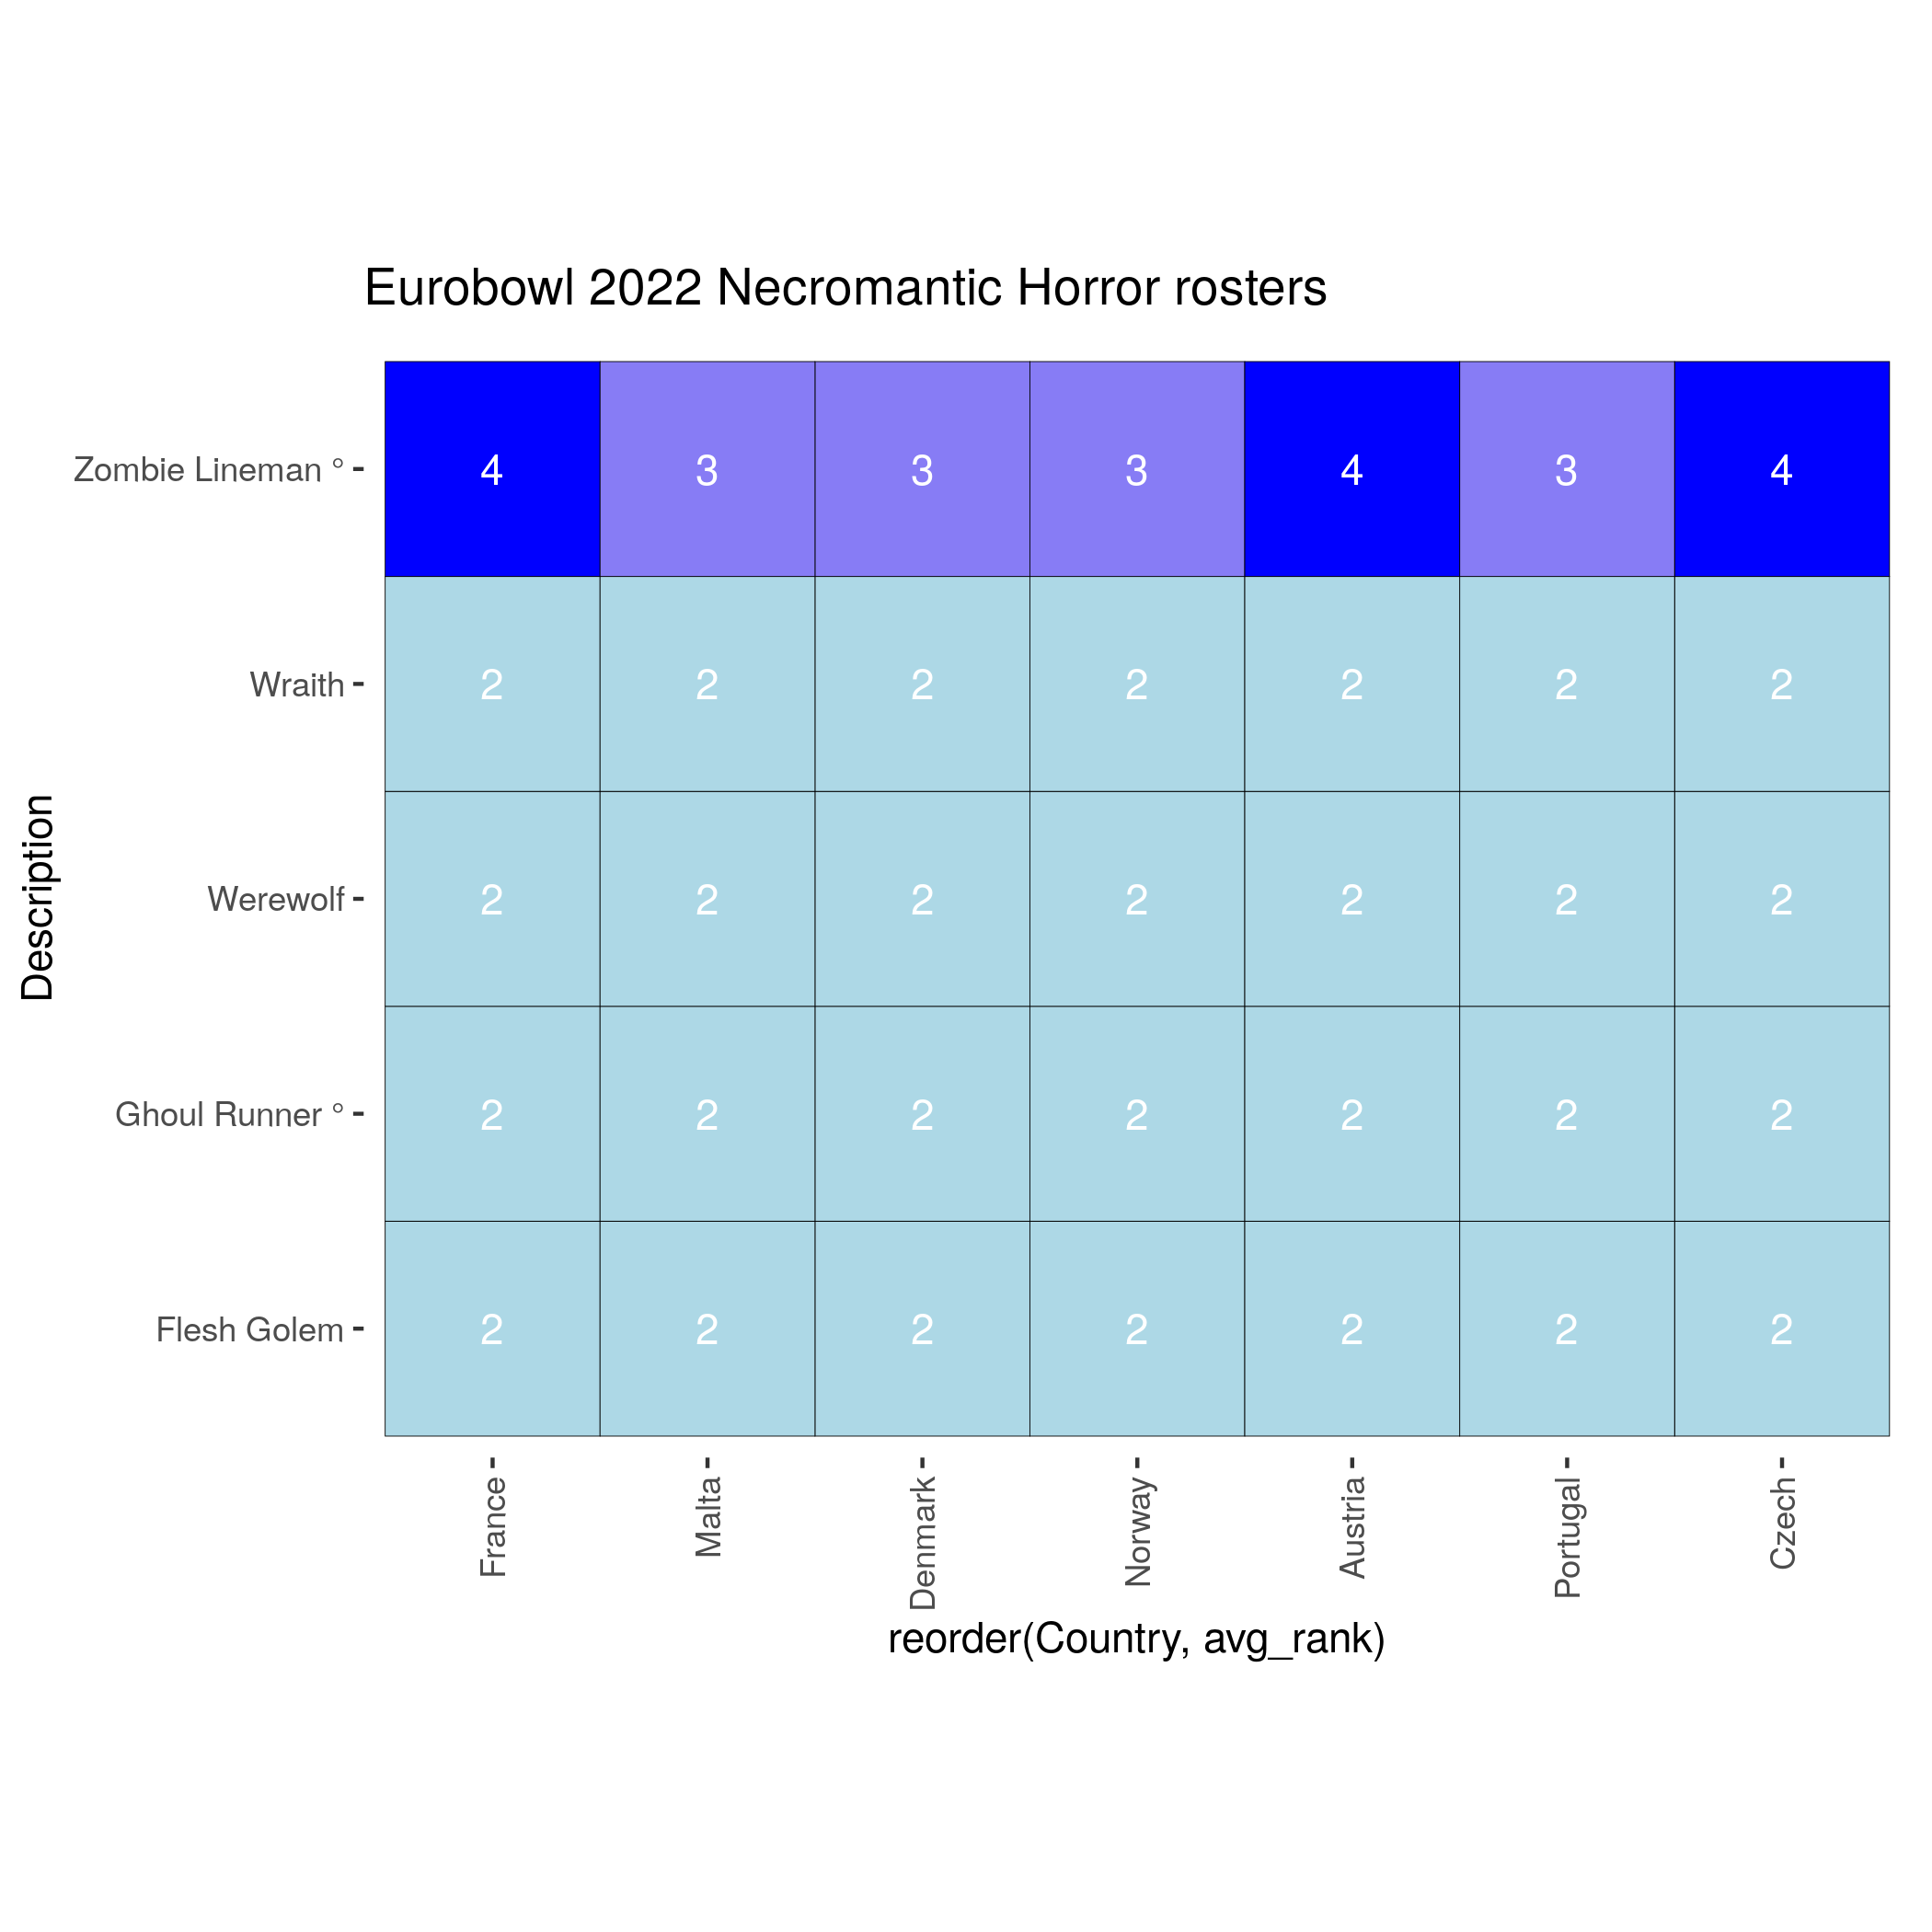 Eurobowl 2022 Necromantic Horror rosters
Description
Zombie Lineman ° 4 3 3 3 4 3 4
Wraith 2 2 2 2 2 2 2
Werewolf 2 2 2 2 2 2 2
Ghoul Runner ° 2 2 2 2 2 2 2
Flesh Golem 2 2 2 2 2 2 2
France Malta Denmark Norway Austria Portugal Czech
reorder(Country, avg_rank)